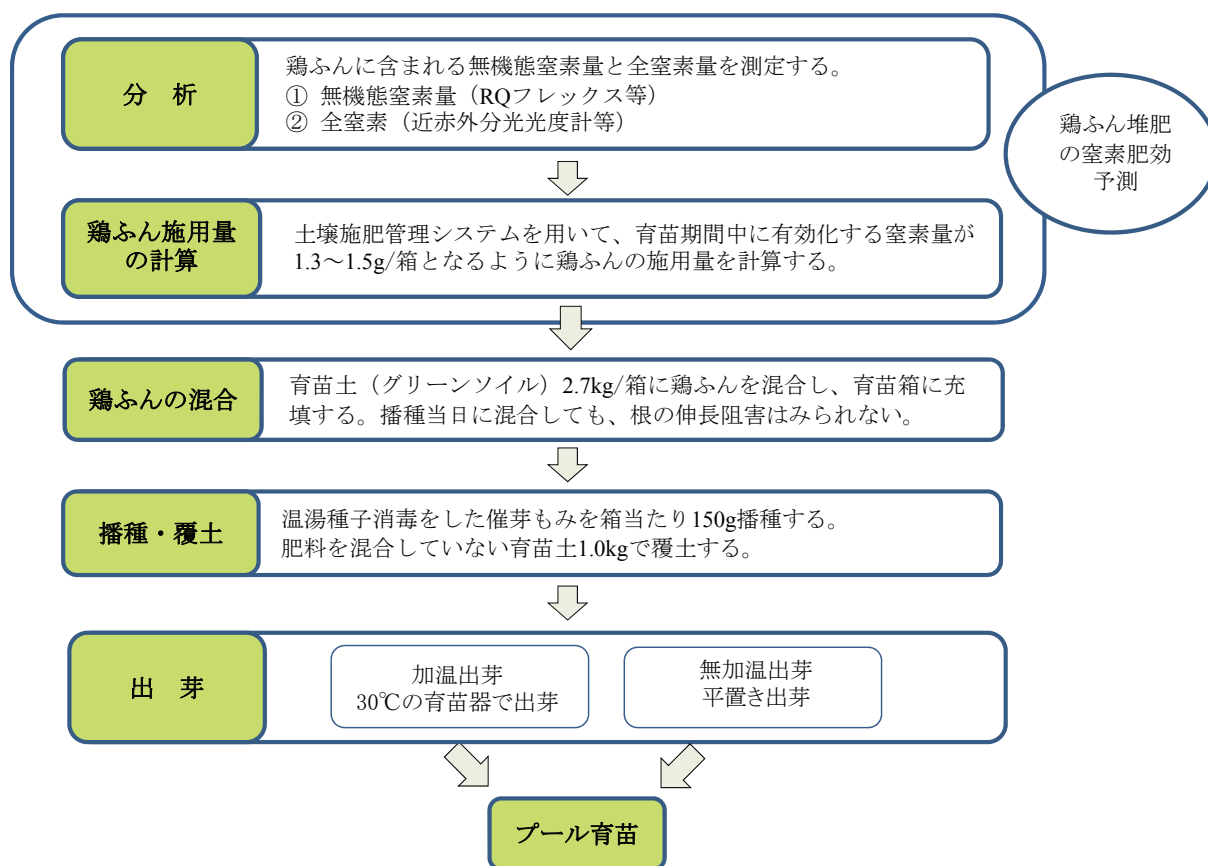 分　析
鶏ふんに含まれる無機態窒素量と全窒素量を測定する。
① 無機態窒素量（RQフレックス等）
② 全窒素（近赤外分光光度計等）
鶏ふん堆肥
の窒素肥効
予測
鶏ふん施用量
の計算
土壌施肥管理システムを用いて、育苗期間中に有効化する窒素量が
1.3～1.5g/箱となるように鶏ふんの施用量を計算する。
鶏ふんの混合
育苗土（グリーンソイル）2.7kg/箱に鶏ふんを混合し、育苗箱に充
填する。播種当日に混合しても、根の伸長阻害はみられない。
播種・覆土
温湯種子消毒をした催芽もみを箱当たり150g播種する。
肥料を混合していない育苗土1.0kgで覆土する。
出　芽
加温出芽
30℃の育苗器で出芽
無加温出芽
平置き出芽
プール育苗